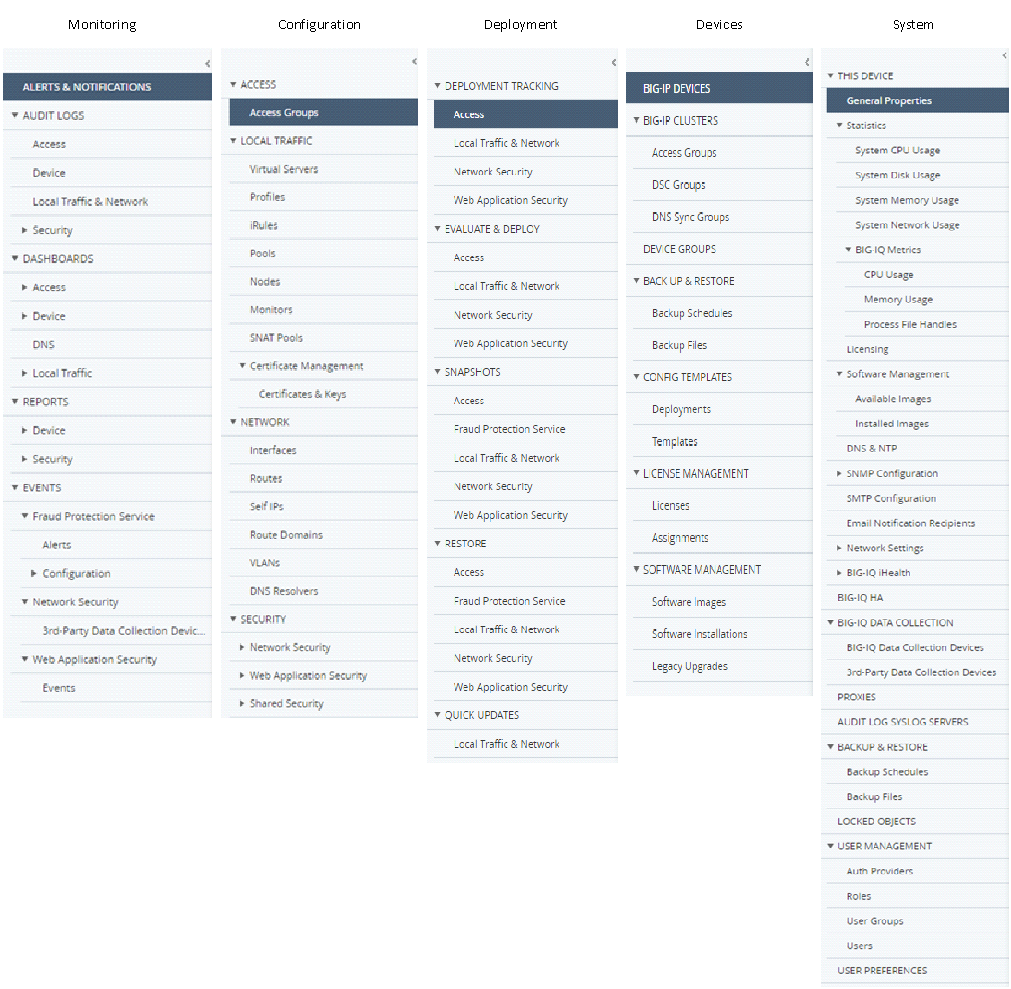 Monitoring
ALERTS & NOTIFICATIONS
AUDIT LOGS
Access
Device
Local Traffic & Network
Security
DASHBOARDS
Access
Device
DNS
Local Traffic
REPORTS
Device
Security
EVENTS
Fraud Protection Service
Alerts
Configuration
Network Security
3rd-Party Data Collection Devic...
Web Application Security
Events
Configuration
ACCESS
Access Groups
LOCAL TRAFFIC
Virtual Servers
Profiles
iRules
Pools
Nodes
Monitors
SNAT Pools
Certificate Management
Certificates & Keys
NETWORK
Interfaces
Routes
Self IPs
Route Domains
VLANs
DNS Resolvers
SECURITY
Network Security
Web Application Security
Shared Security
Deployment
DEPLOYMENT TRACKING
Access
Local Traffic & Network
Network Security
Web Application Security
EVALUATE & DEPLOY
Access
Local Traffic & Network
Network Security
Web Application Security
SNAPSHOTS
Access
Fraud Protection Service
Local Traffic & Network
Network Security
Web Application Security
RESTORE
Access
Fraud Protection Service
Local Traffic & Network
Network Security
Web Application Security
QUICK UPDATES
Local Traffic & Network
Devices
BIG-IP DEVICES
BIG-IP CLUSTERS
Access Groups
DSC Groups
DNS Sync Groups
DEVICE GROUPS
BACK UP & RESTORE
Backup Schedules
Backup Files
CONFIG TEMPLATES
Deployments
Templates
LICENSE MANAGEMENT
Licenses
Assignments
SOFTWARE MANAGEMENT
Software Images
Software Installations
Legacy Upgrades
System
THIS DEVICE
General Properties
Statistics
System CPU Usage
System Disk Usage
System Memory Usage
System Network Usage
BIG-IQ Metrics
CPU Usage
Memory Usage
Process File Handles
Licensing
Software Management
Available Images
Installed Images
DNS & NTP
SNMP Configuration
SMTP Configuration
Email Notification Recipients
Network Settings
BIG-IQ iHealth
BIG-IQ HA
BIG-IQ DATA COLLECTION
BIG-IQ Data Collection Devices
3rd-Party Data Collection Devices
PROXIES
AUDIT LOG SYSLOG SERVERS
BACKUP & RESTORE
Backup Schedules
Backup Files
LOCKED OBJECTS
USER MANAGEMENT
Auth Providers
Roles
User Groups
Users
USER PREFERENCES